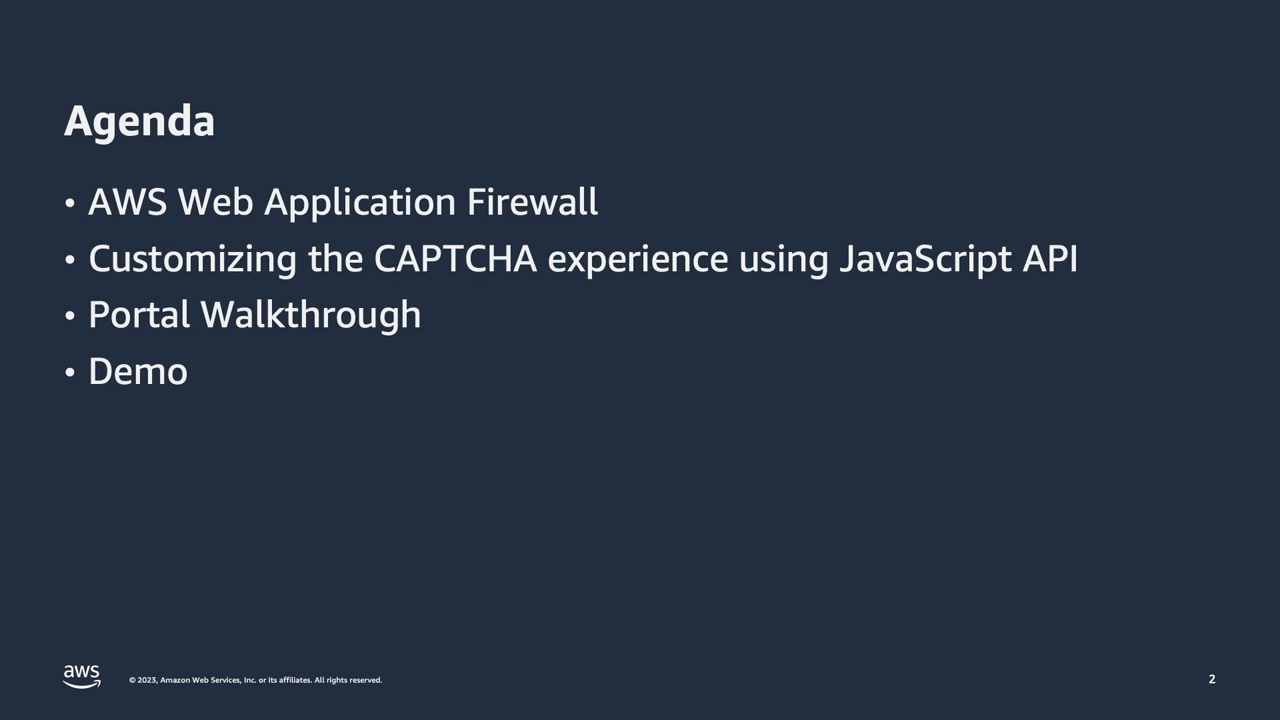 Agenda
• AWS Web Application Firewall
• Customizing the CAPTCHA experience using JavaScript API
• Portal Walkthrough
• Demo
aws
© 2023, Amazon Web Services, Inc. or its affiliates. All rights reserved.
2